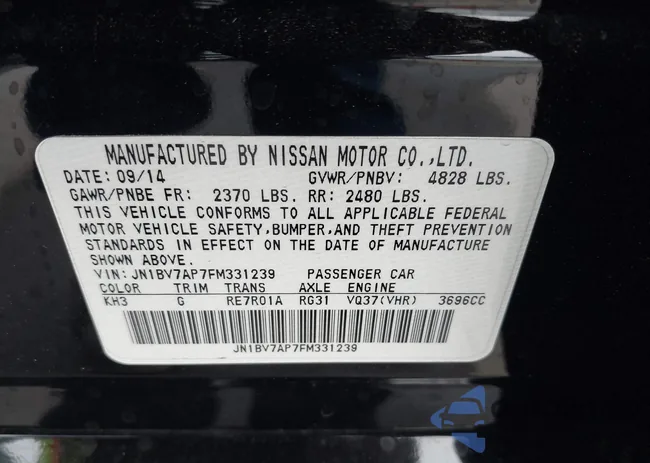 MANUFACTURED BY NISSAN MOTOR CO.,LTD.
DATE: 09/14 GVWR/PNBV: 4828 LBS.
GAWR/PNBE FR: 2370 LBS. RR: 2480 LBS.
THIS VEHICLE CONFORMS TO ALL APPLICABLE FEDERAL
MOTOR VEHICLE SAFETY,BUMPER,AND THEFT PREVENTION
STANDARDS IN EFFECT ON THE DATE OF MANUFACTURE
SHOWN ABOVE.
VIN: JN1BV7AP7FM331239 PASSENGER CAR
COLOR TRIM TRANS AXLE ENGINE
KH3 G RE7R01A RG31 VQ37(VHR) 3696CC
JN1BV7AP7FM331239